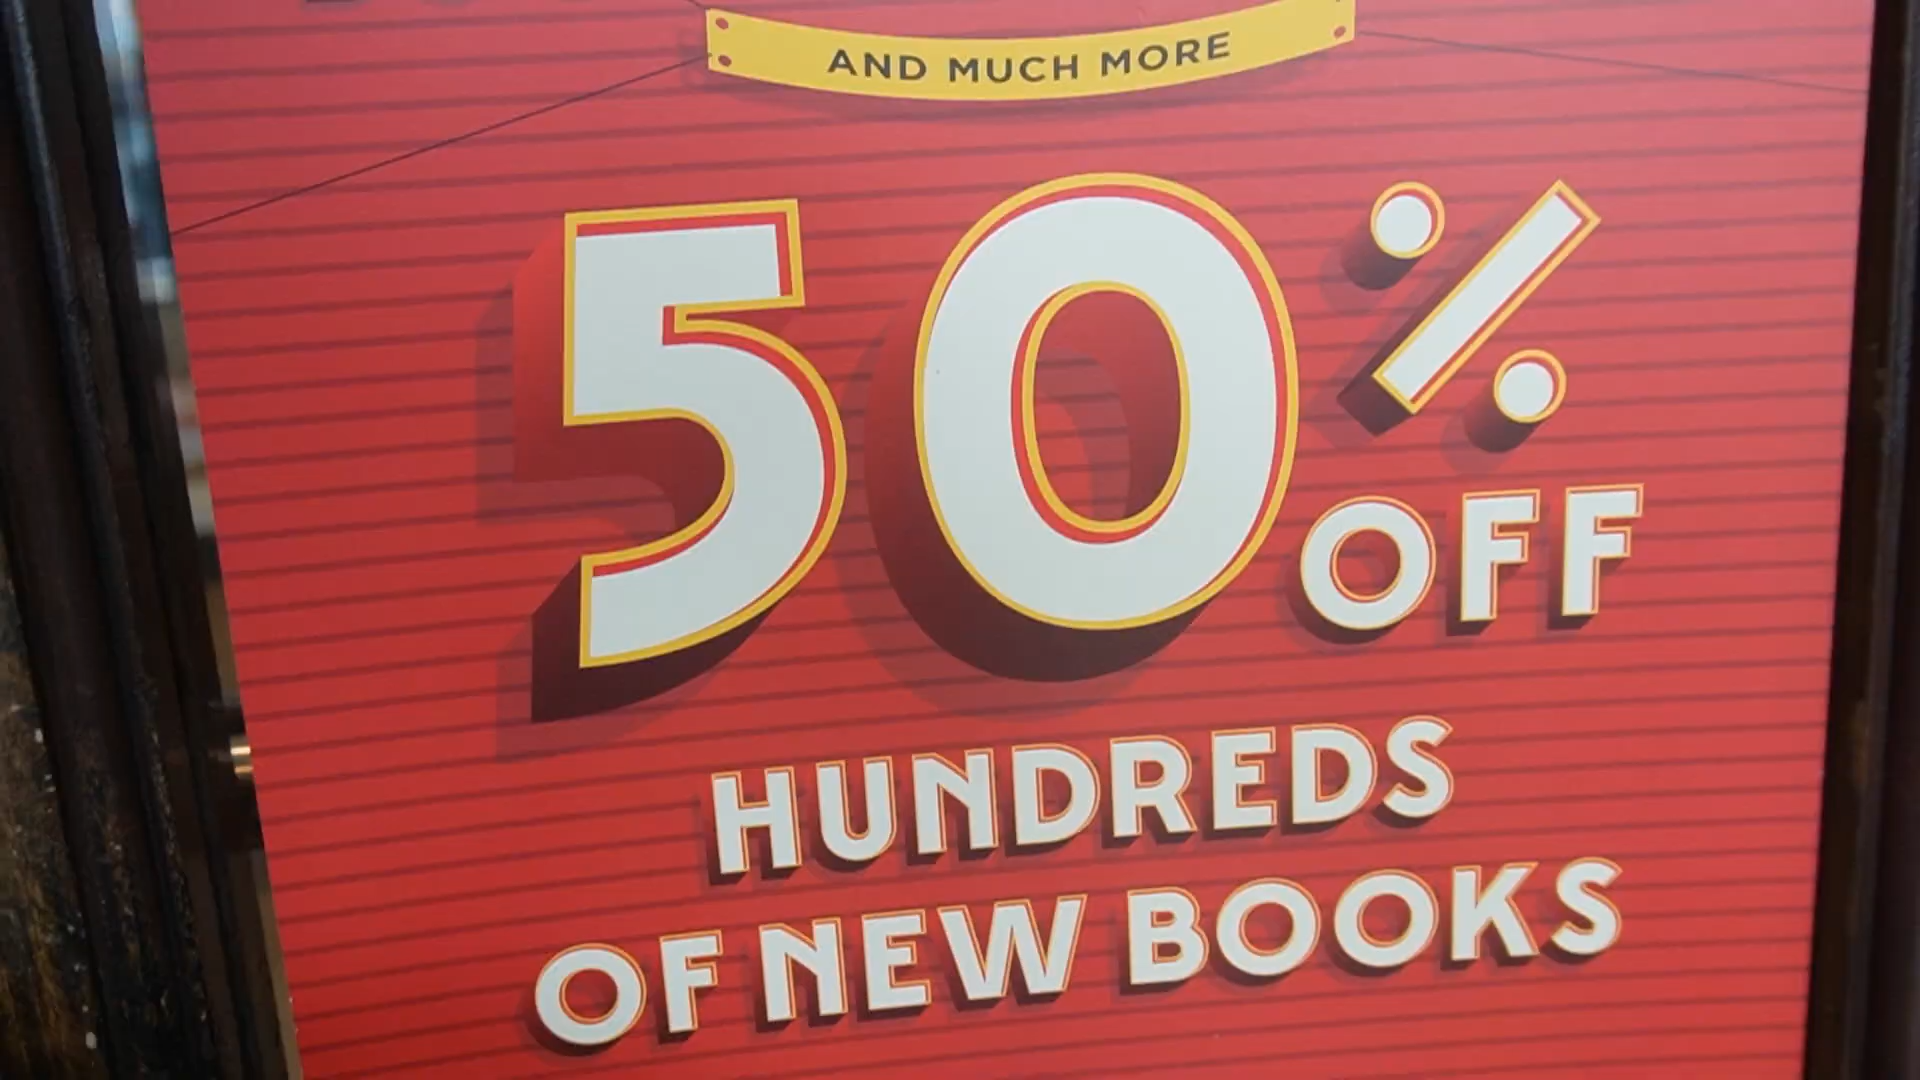 AND MUCH MORE
50%
OFF
HUNDREDS
OF NEW BOOKS